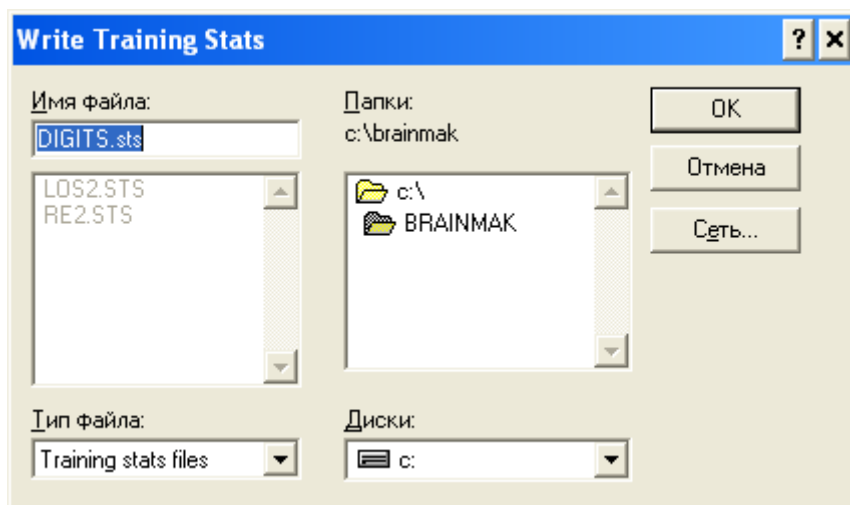 Write Training Stats
Имя файла:
DIGITS.sts
LOS2.STS
RE2.STS
Тип файла:
Training stats files
Папки:
c:\brainmak
c:\
BRAINMAK
Диски:
c:
OK
Отмена
Сеть...